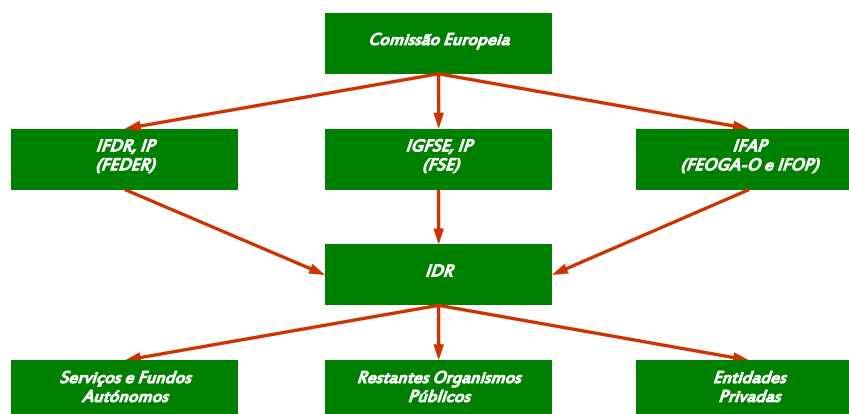 Comissão Europeia
IFDR, IP
(FEDER)
IGFSE, IP
(FSE)
IFAP
(FEOGA-O e IFOP)
IDR
Serviços e Fundos
Autónomos
Restantes Organismos
Públicos
Entidades
Privadas